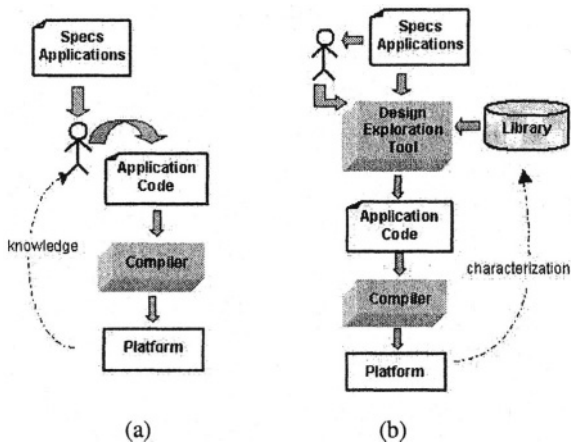 Specs
Applications
Application
Code
knowledge
Compiler
Platform
(a)
Specs
Applications
Design
Exploration
Tool
Library
Application
Code
characterization
Compiler
Platform
(b)